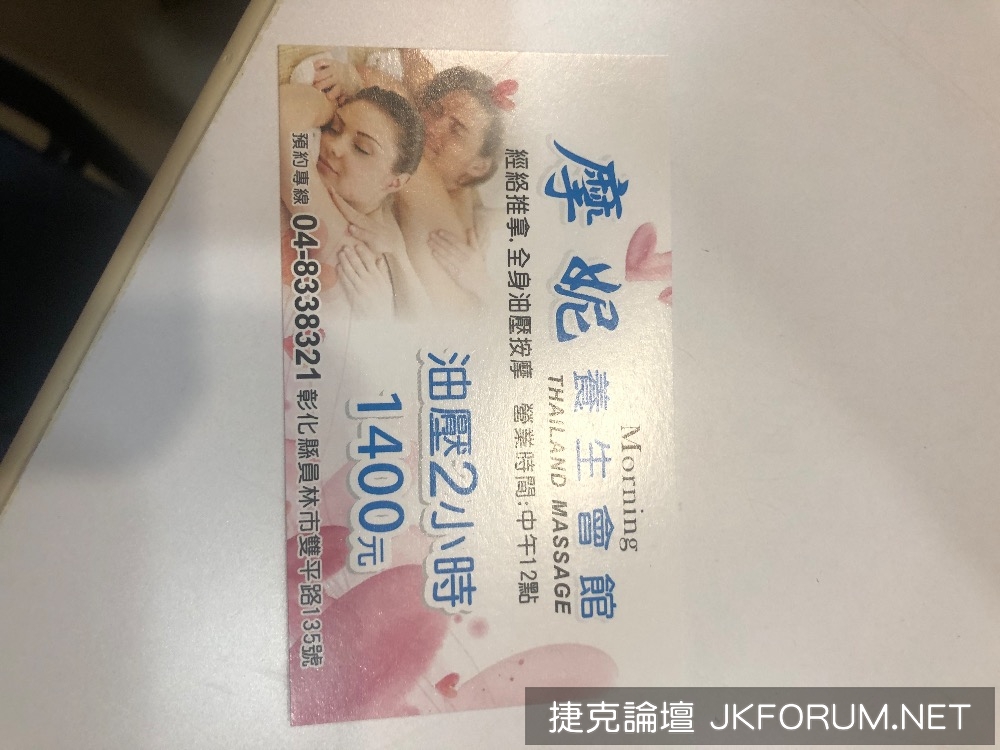 Morning
摩妮養生會館
THAILAND MASSAGE
經絡推拿.全身油壓按摩 營業時間:中午12點
油壓2小時
1400元
預約專線 04-8338321 彰化縣員林市雙平路135號
捷克論壇 JKFORUM.NET